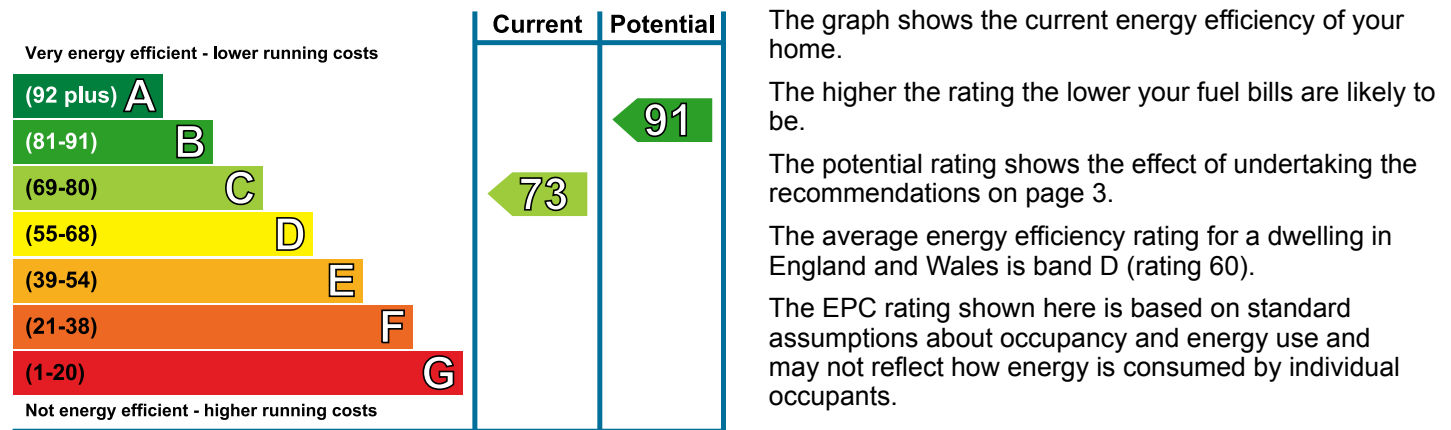 Current Potential
Very energy efficient - lower running costs
(92 plus) A
(81-91) B
(69-80) C
(55-68) D
(39-54) E
(21-38) F
(1-20) G
Not energy efficient - higher running costs
73
91
The graph shows the current energy efficiency of your
home.
The higher the rating the lower your fuel bills are likely to
be.
The potential rating shows the effect of undertaking the
recommendations on page 3.
The average energy efficiency rating for a dwelling in
England and Wales is band D (rating 60).
The EPC rating shown here is based on standard
assumptions about occupancy and energy use and
may not reflect how energy is consumed by individual
occupants.